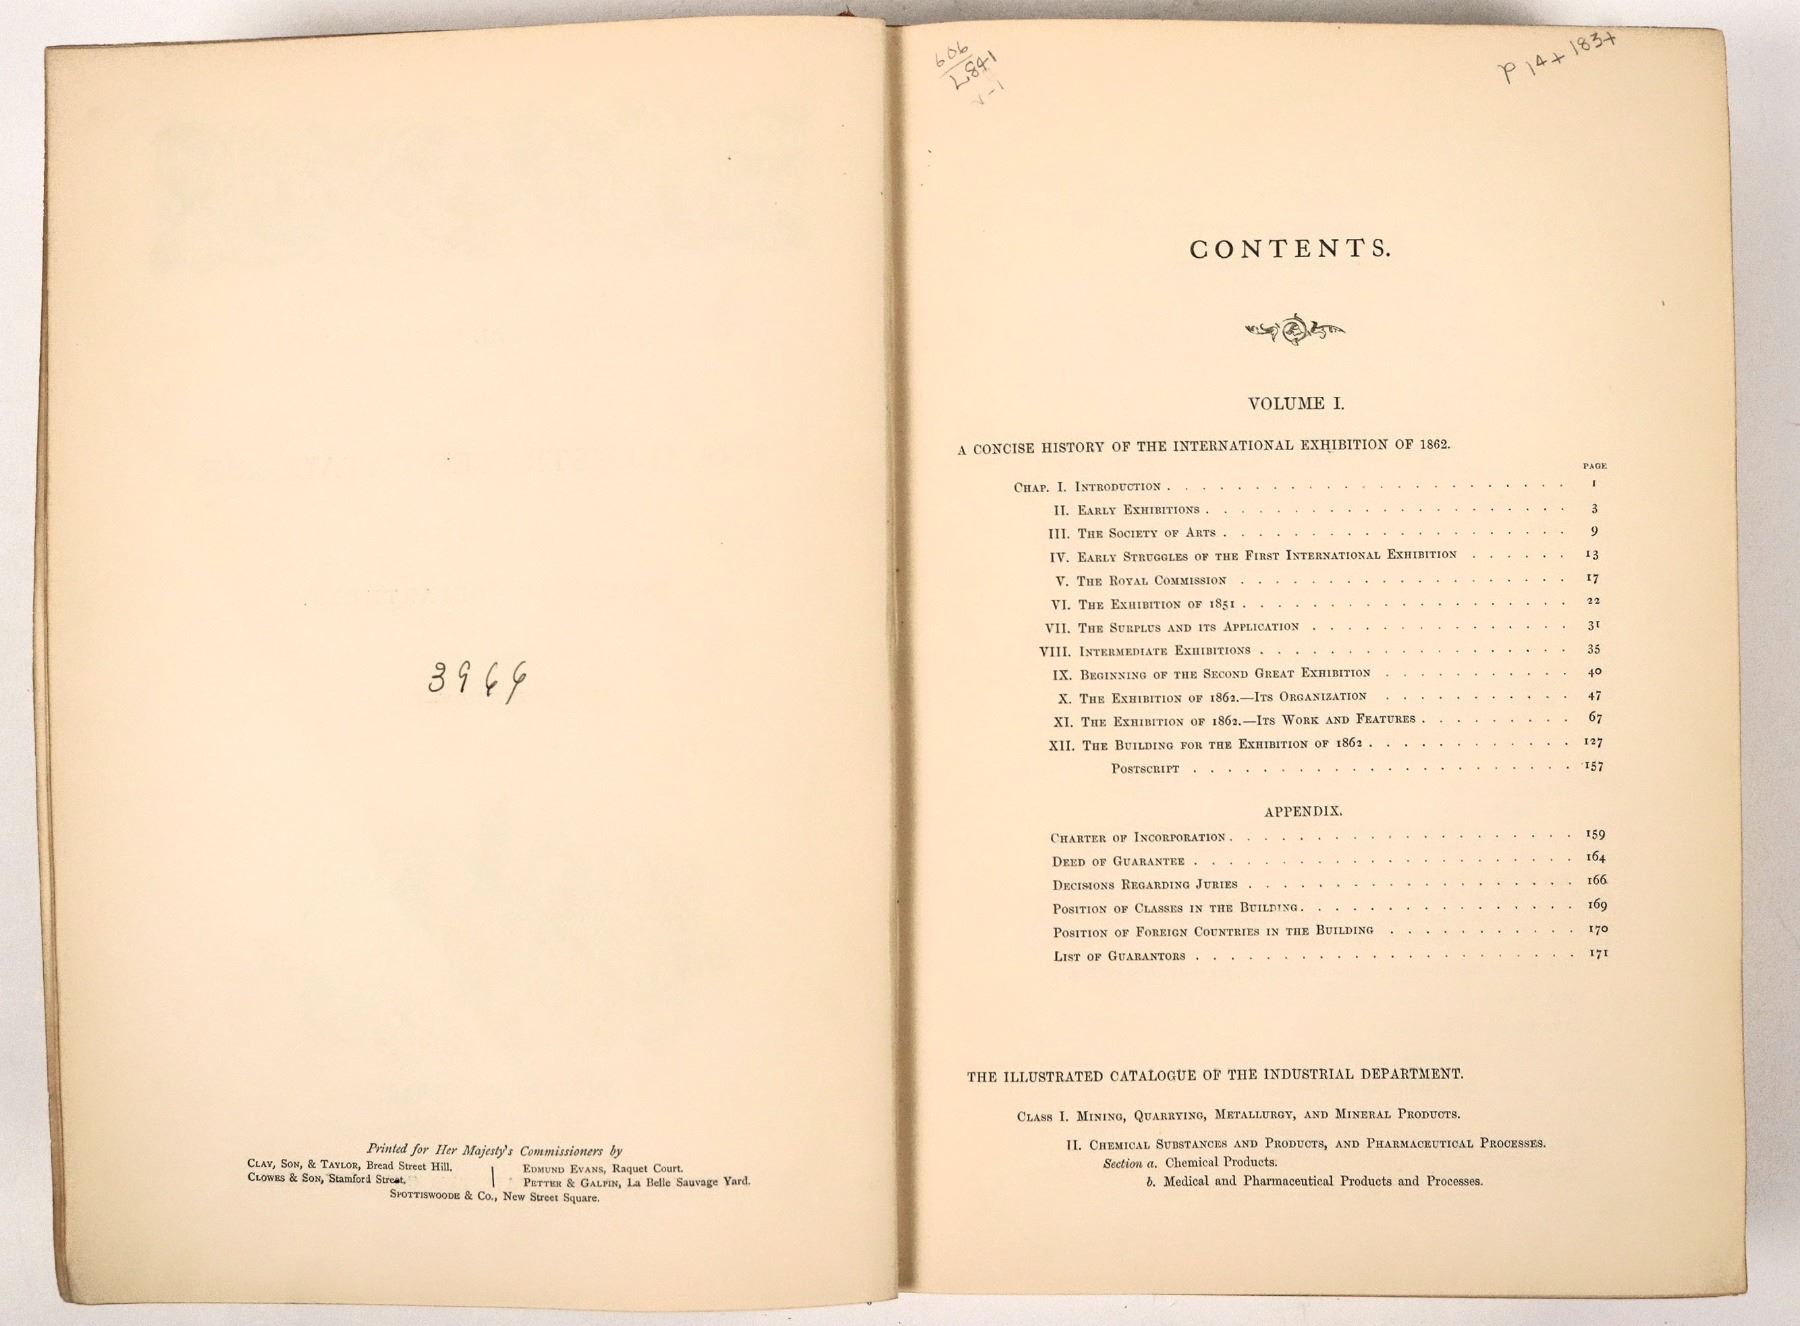 3966
Printed for Her Majesty's Commissioners by
CLAY, SON, & TAYLOR, Bread Street Hill.
CLOWES & SON, Stamford Street.
EDMUND EVANS, Raquet Court.
PETTER & GALPIN, La Belle Sauvage Yard.
SPOTTISWOODE & Co., New Street Square.
606
L841
v-1
p 14+ 183+
CONTENTS.
VOLUME I.
A CONCISE HISTORY OF THE INTERNATIONAL EXHIBITION OF 1862.
PAGE
CHAP. I. INTRODUCTION . . . . . . . . . . . . . . . . . . . . . . . 1
II. EARLY EXHIBITIONS . . . . . . . . . . . . . . . . . . . . . 3
III. THE SOCIETY OF ARTS . . . . . . . . . . . . . . . . . . . . 9
IV. EARLY STRUGGLES OF THE FIRST INTERNATIONAL EXHIBITION . . . . . . 13
V. THE ROYAL COMMISSION . . . . . . . . . . . . . . . . . . . 17
VI. THE EXHIBITION OF 1851 . . . . . . . . . . . . . . . . . . . 22
VII. THE SURPLUS AND ITS APPLICATION . . . . . . . . . . . . . . . 31
VIII. INTERMEDIATE EXHIBITIONS . . . . . . . . . . . . . . . . . . 35
IX. BEGINNING OF THE SECOND GREAT EXHIBITION . . . . . . . . . . . 40
X. THE EXHIBITION OF 1862.—ITS ORGANIZATION . . . . . . . . . . . 47
XI. THE EXHIBITION OF 1862.—ITS WORK AND FEATURES . . . . . . . . . 67
XII. THE BUILDING FOR THE EXHIBITION OF 1862 . . . . . . . . . . . . 127
POSTSCRIPT . . . . . . . . . . . . . . . . . . . . . . 157
APPENDIX.
CHARTER OF INCORPORATION . . . . . . . . . . . . . . . . . . . . 159
DEED OF GUARANTEE . . . . . . . . . . . . . . . . . . . . . . 164
DECISIONS REGARDING JURIES . . . . . . . . . . . . . . . . . . . 166
POSITION OF CLASSES IN THE BUILDING . . . . . . . . . . . . . . . . 169
POSITION OF FOREIGN COUNTRIES IN THE BUILDING . . . . . . . . . . . 170
LIST OF GUARANTORS . . . . . . . . . . . . . . . . . . . . . . 171
THE ILLUSTRATED CATALOGUE OF THE INDUSTRIAL DEPARTMENT.
CLASS I. MINING, QUARRYING, METALLURGY, AND MINERAL PRODUCTS.
II. CHEMICAL SUBSTANCES AND PRODUCTS, AND PHARMACEUTICAL PROCESSES.
Section a. Chemical Products.
b. Medical and Pharmaceutical Products and Processes.